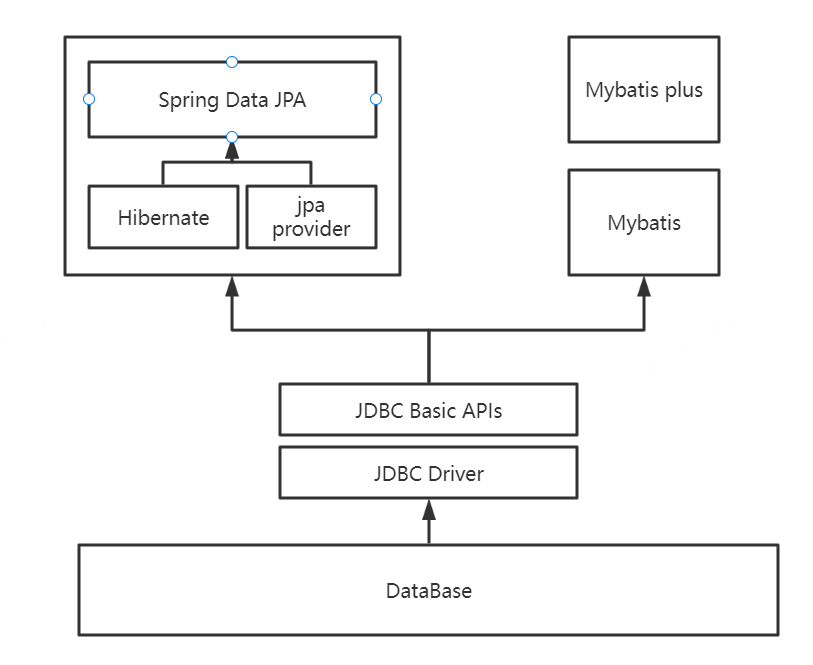 Spring Data JPA
Mybatis plus
Hibernate
jpa
provider
Mybatis
JDBC Basic APIs
JDBC Driver
DataBase